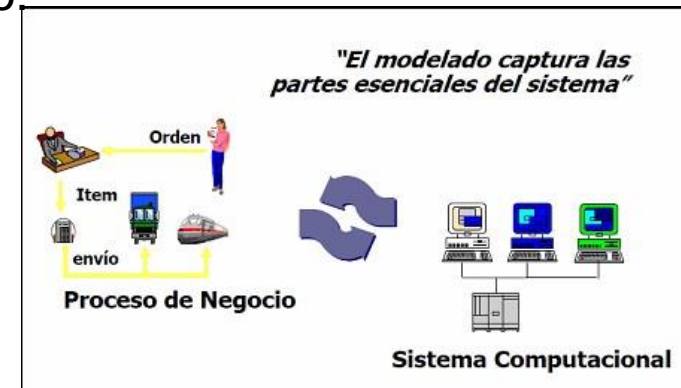 "El modelado captura las
partes esenciales del sistema"
Orden
Item
envío
Proceso de Negocio
Sistema Computacional